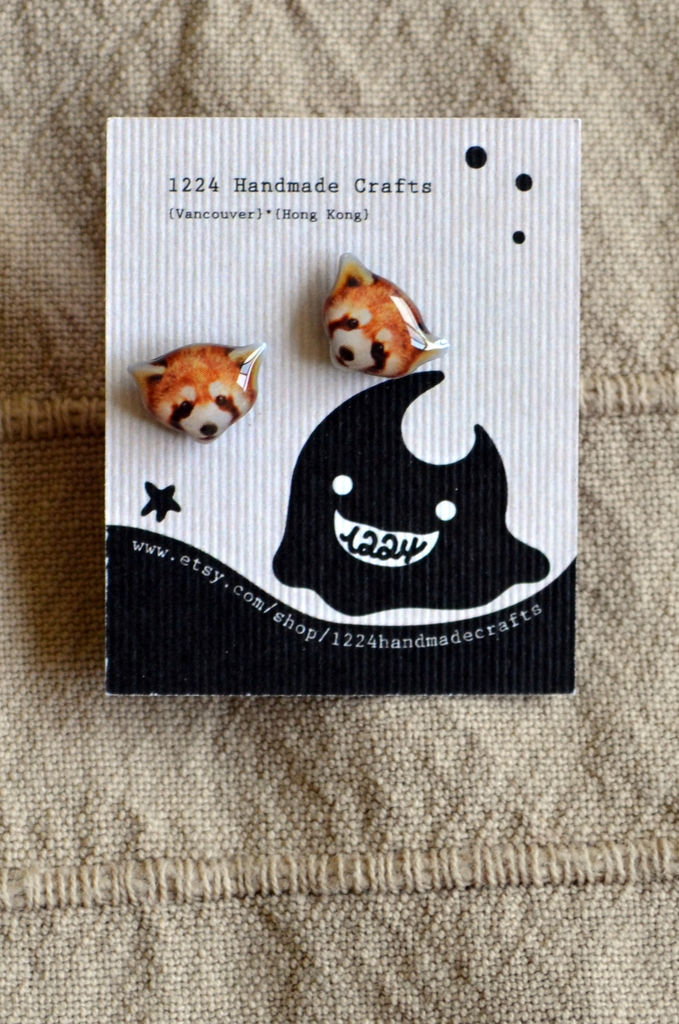 1224 Handmade Crafts
{Vancouver}*{Hong Kong}
1224
www.etsy.com/shop/1224handmadecrafts